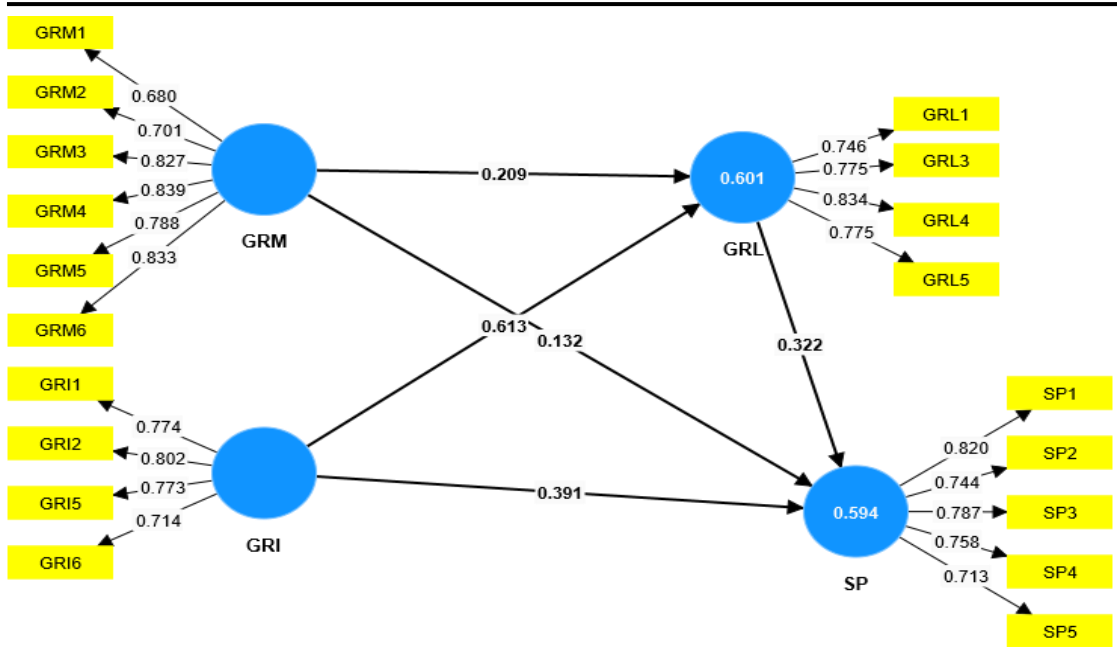 GRM1
GRM2
GRM3
GRM4
GRM5
GRM6
0.680
0.701
0.827
0.839
0.788
0.833
GRM
GRI1
GRI2
GRI5
GRI6
0.774
0.802
0.773
0.714
GRI
0.209
0.613
0.132
0.391
0.322
0.601
GRL
0.746
0.775
0.834
0.775
GRL1
GRL3
GRL4
GRL5
0.594
SP
0.820
0.744
0.787
0.758
0.713
SP1
SP2
SP3
SP4
SP5